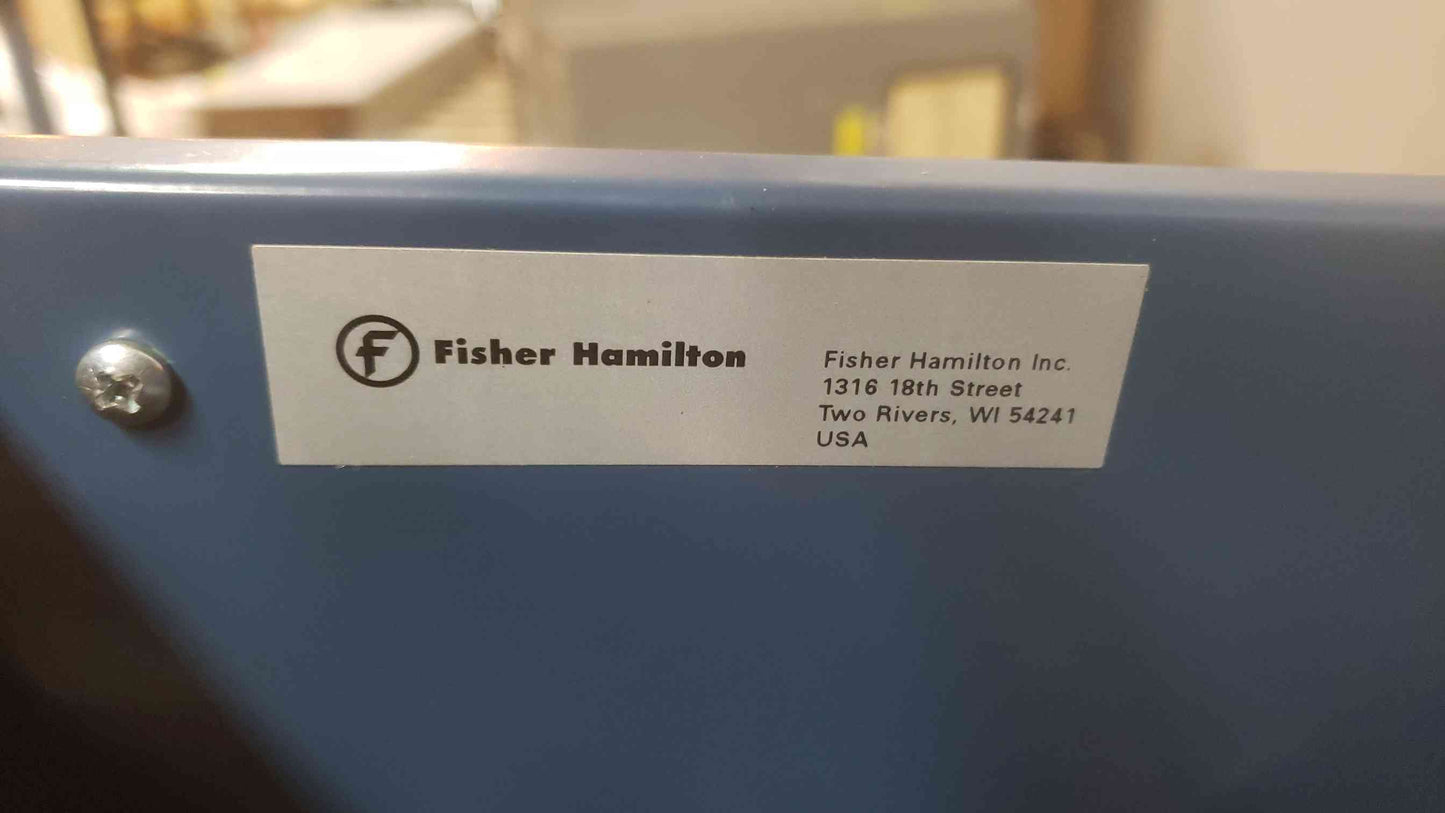 Fisher Hamilton
Fisher Hamilton Inc.
1316 18th Street
Two Rivers, WI 54241
USA